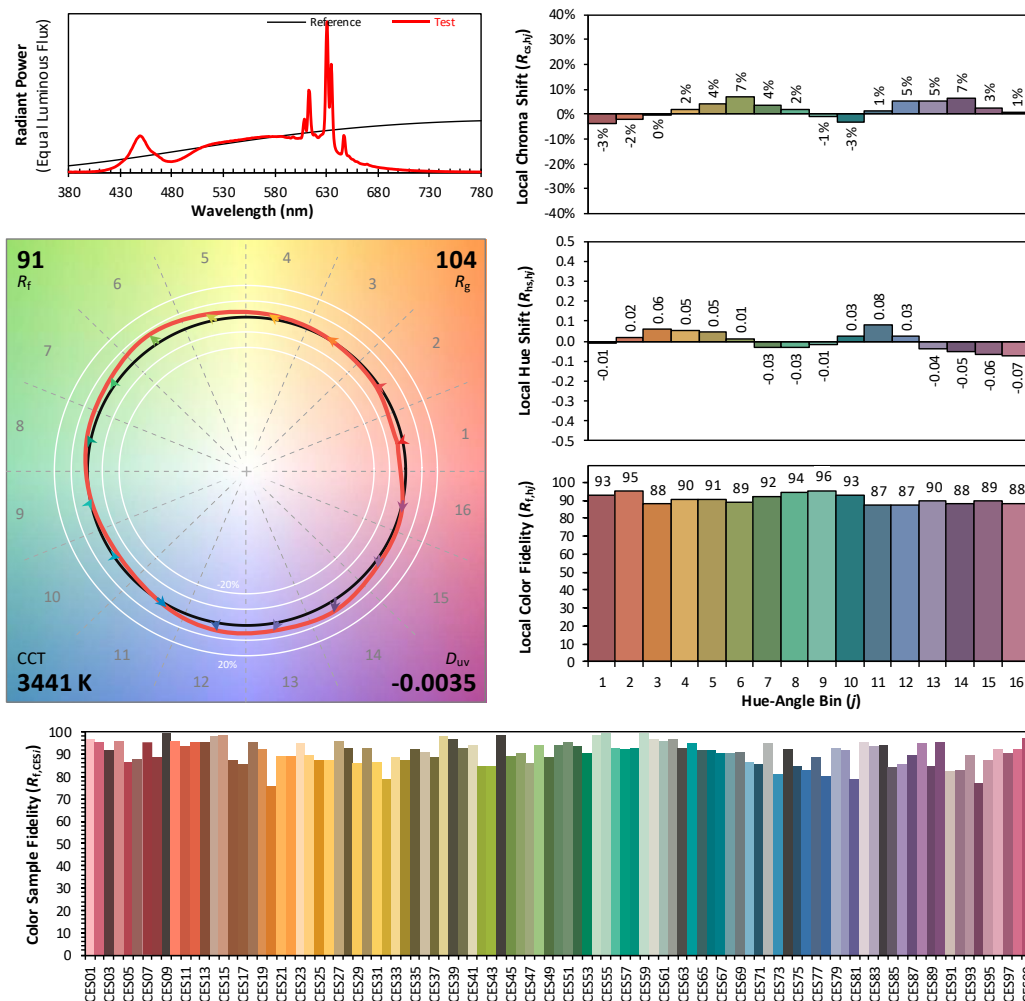 Reference
Test
Radiant Power
(Equal Luminous Flux)
380 430 480 530 580 630 680 730 780
Wavelength (nm)
Local Chroma Shift (Rcs,hj)
40%
30%
20%
10%
0%
-10%
-20%
-30%
-40%
-3% -2% 0% 2% 4% 7% 4% 2% -1% -3% 1% 5% 5% 7% 3% 1%
91
Rf
104
Rg
5 4
6 3
7 2
8 1
9 16
10 15
11 14
12 13
-20%
20%
CCT
3441 K
Duv
-0.0035
Local Hue Shift (Rhs,hj)
0.5
0.4
0.3
0.2
0.1
0.0
-0.1
-0.2
-0.3
-0.4
-0.5
-0.01 0.02 0.06 0.05 0.05 0.01 -0.03 -0.03 -0.01 0.03 0.08 0.03 -0.04 -0.05 -0.06 -0.07
Local Color Fidelity (Rf,hj)
100
90
80
70
60
50
40
30
20
10
0
93 95 88 90 91 89 92 94 96 93 87 87 90 88 89 88
1 2 3 4 5 6 7 8 9 10 11 12 13 14 15 16
Hue-Angle Bin (j)
Color Sample Fidelity (Rf,CESi)
100
90
80
70
60
50
40
30
20
10
0
CES01 CES03 CES05 CES07 CES09 CES11 CES13 CES15 CES17 CES19 CES21 CES23 CES25 CES27 CES29 CES31 CES33 CES35 CES37 CES39 CES41 CES43 CES45 CES47 CES49 CES51 CES53 CES55 CES57 CES59 CES61 CES63 CES65 CES67 CES69 CES71 CES73 CES75 CES77 CES79 CES81 CES83 CES85 CES87 CES89 CES91 CES93 CES95 CES97